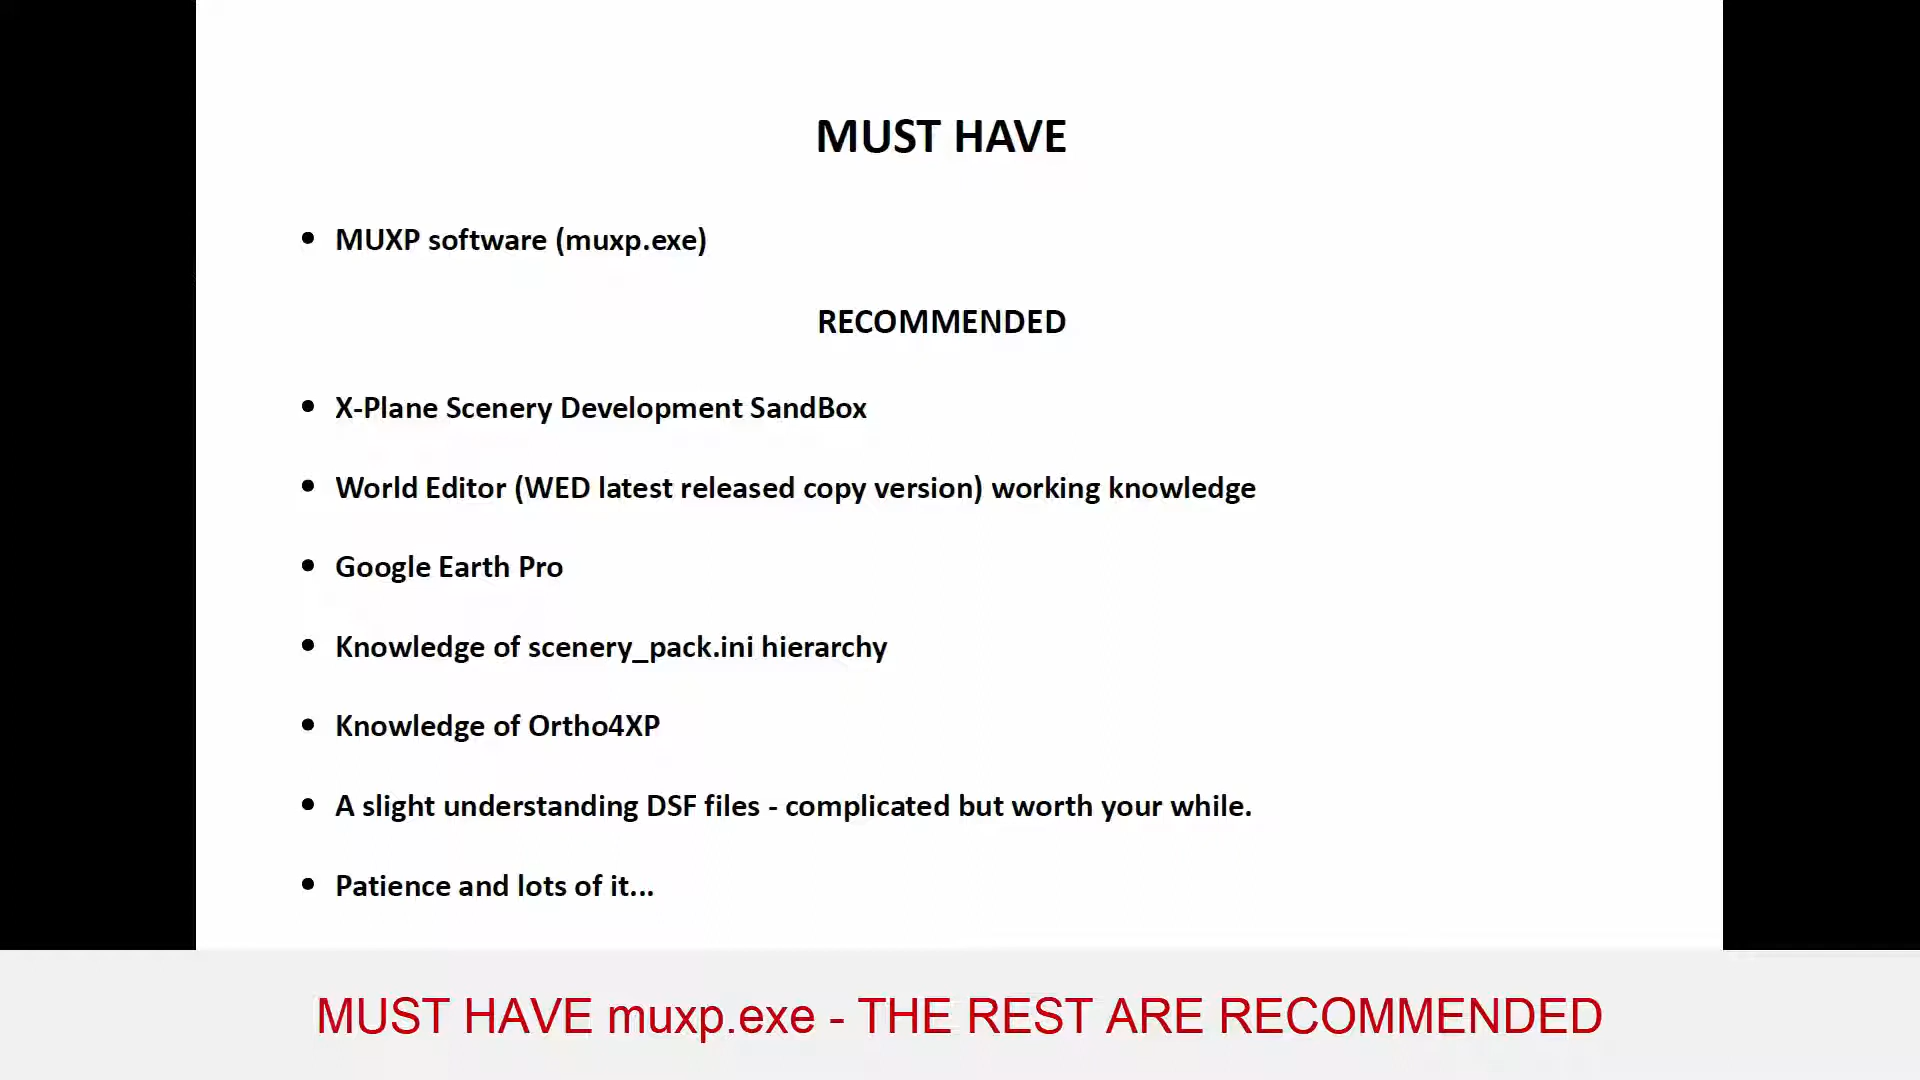 MUST HAVE
• MUXP software (muxp.exe)
RECOMMENDED
• X-Plane Scenery Development SandBox
• World Editor (WED latest released copy version) working knowledge
• Google Earth Pro
• Knowledge of scenery_pack.ini hierarchy
• Knowledge of Ortho4XP
• A slight understanding DSF files - complicated but worth your while.
• Patience and lots of it...
MUST HAVE muxp.exe - THE REST ARE RECOMMENDED